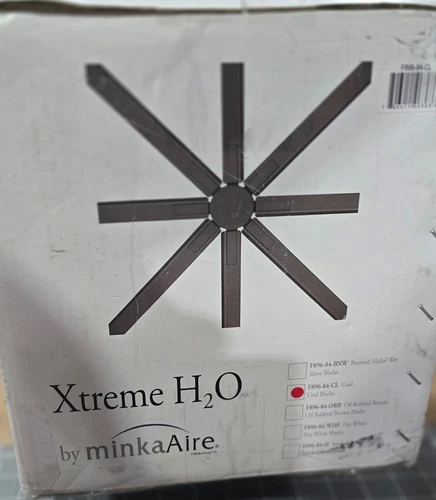 F896-84-CL
Xtreme H₂O
by minkaAire®
F896-84-BNW Brushed Nickel Wet
Silver Blades
F896-84-CL Coal
Coal Blades
F896-84-ORB Oil Rubbed Bronze
Oil Rubbed Bronze Blades
F896-84-WHF Flat White
Flat White Blades